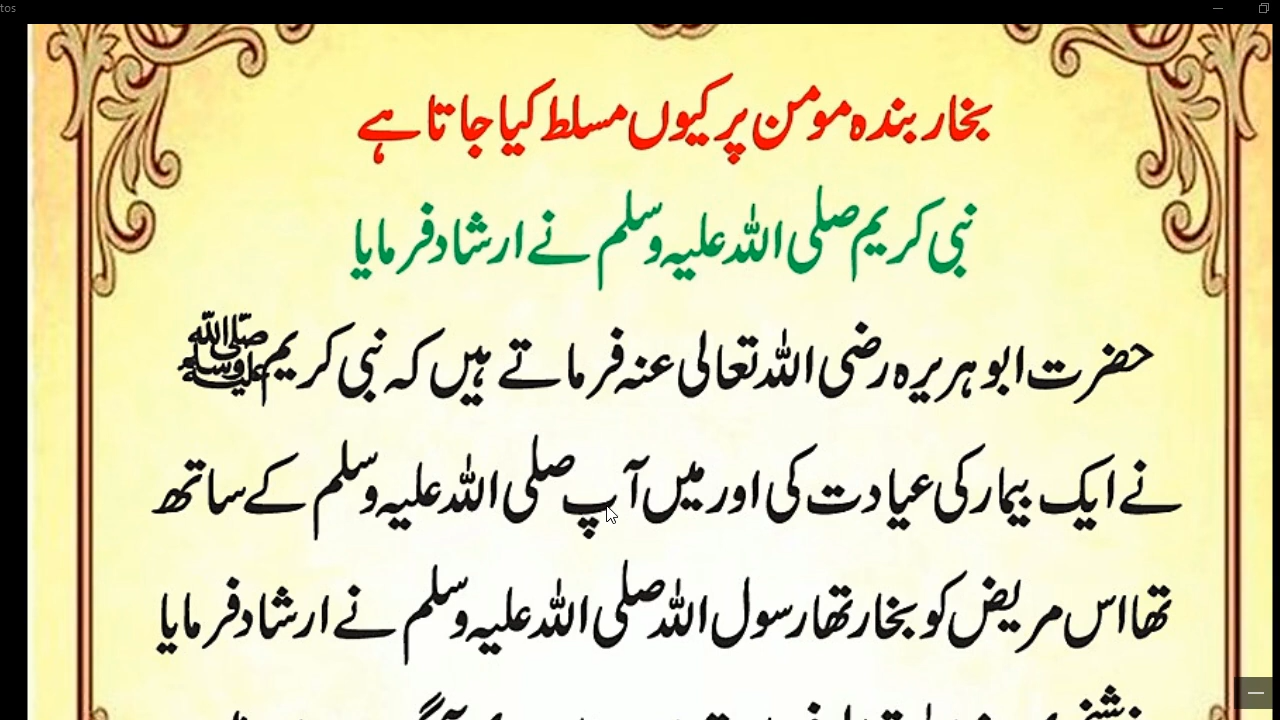 tos
بخار بندہ مومن پر کیوں مسلط کیا جاتا ہے
نبی کریم صلی اللہ علیہ وسلم نے ارشاد فرمایا
حضرت ابو ہریرہ رضی اللہ تعالی عنہ فرماتے ہیں کہ نبی کریم ﷺ
نے ایک بیمار کی عیادت کی اور میں آپ صلی اللہ علیہ وسلم کے ساتھ
تھا اس مریض کو بخار تھا رسول اللہ صلی اللہ علیہ وسلم نے ارشاد فرمایا